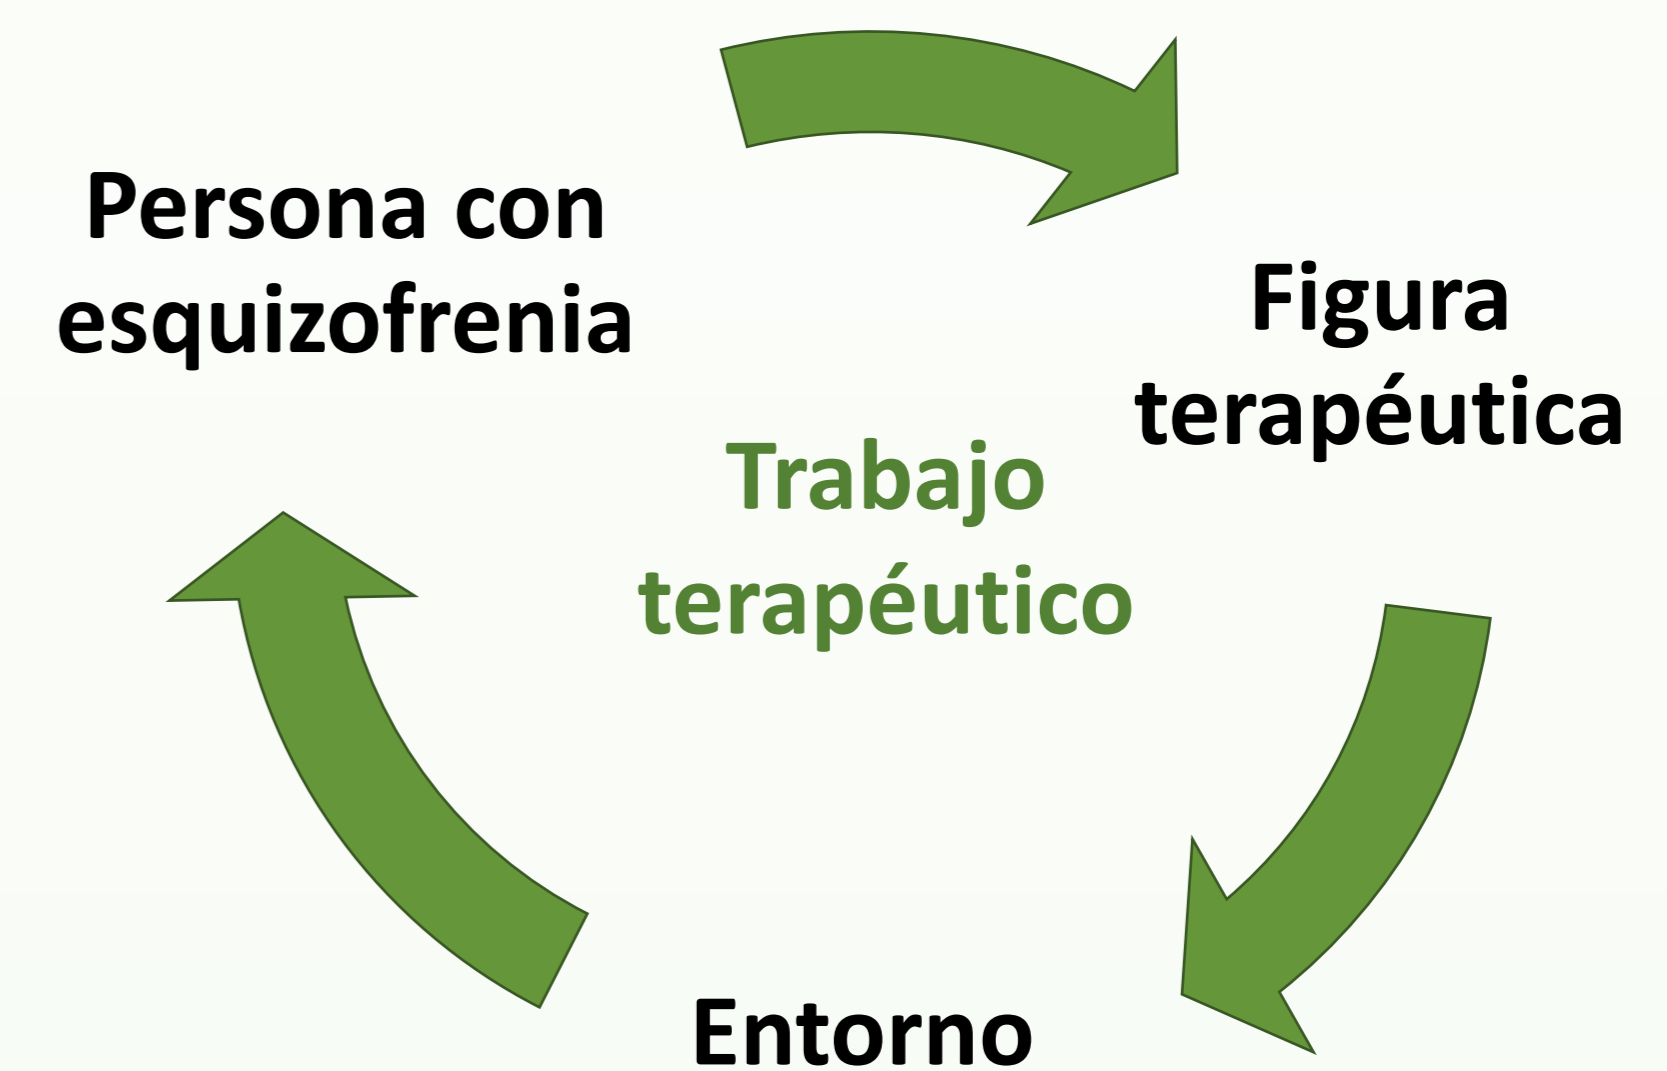 Persona con
esquizofrenia
Figura
terapéutica
Trabajo
terapéutico
Entorno